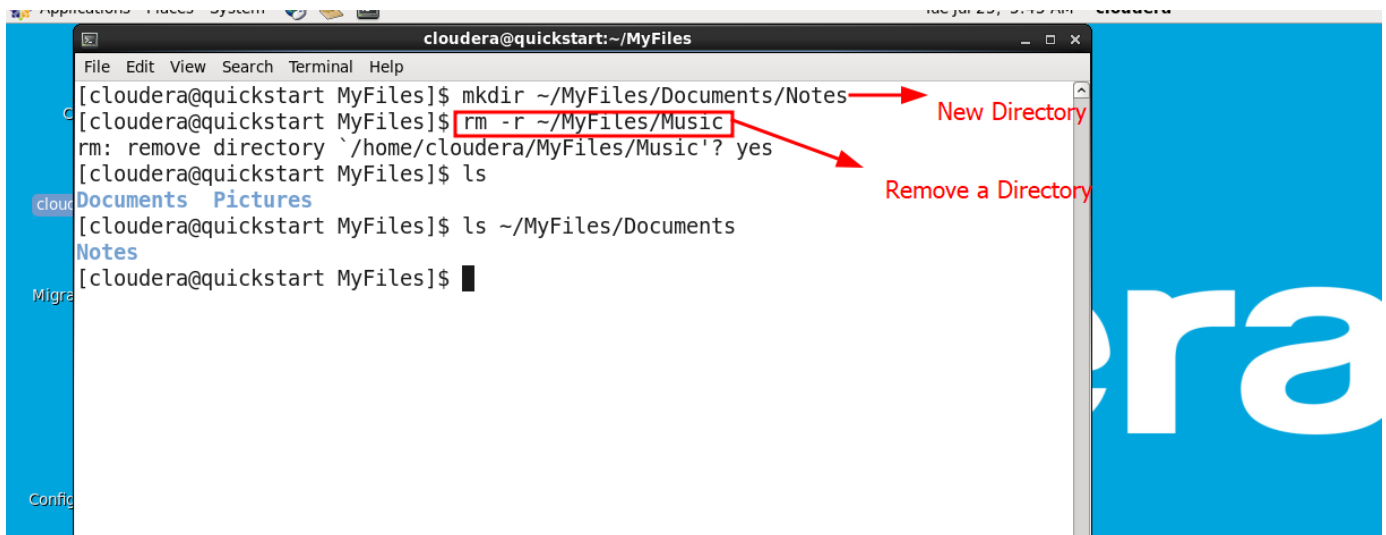 cloudera@quickstart:~/MyFiles
File Edit View Search Terminal Help
[cloudera@quickstart MyFiles]$ mkdir ~/MyFiles/Documents/Notes
New Directory
[cloudera@quickstart MyFiles]$ rm -r ~/MyFiles/Music
rm: remove directory `/home/cloudera/MyFiles/Music'? yes
Remove a Directory
[cloudera@quickstart MyFiles]$ ls
Documents Pictures
[cloudera@quickstart MyFiles]$ ls ~/MyFiles/Documents
Notes
[cloudera@quickstart MyFiles]$